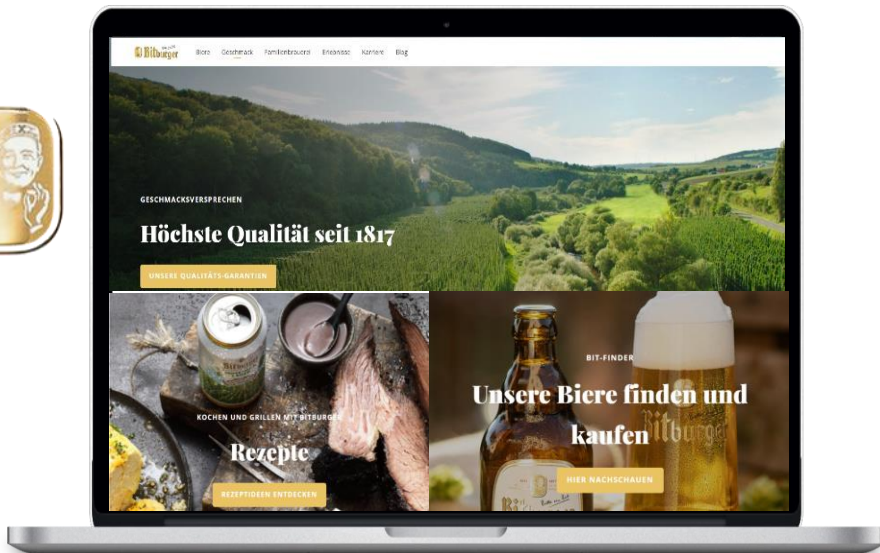 Bitburger
Biere Geschmack Familienbrauerei Erlebnisse Karriere Blog
GESCHMACKSVERSPRECHEN
Höchste Qualität seit 1817
UNSERE QUALITÄTS-GARANTIEN
KOCHEN UND GRILLEN MIT BITBURGER
Rezepte
REZEPTIDEEN ENTDECKEN
BIT-FINDER
Unsere Biere finden und
kaufen
HIER NACHSCHAUEN
Bitburger